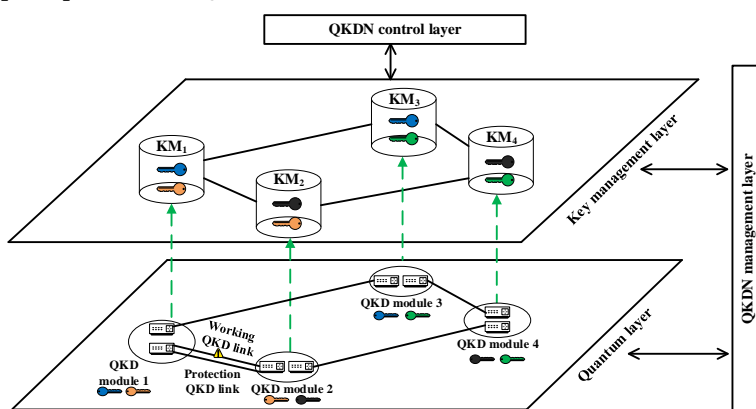 QKDN control layer
KM3
KM1
KM4
KM2
Key management layer
QKDN management layer
QKD module 3
Working
QKD link
QKD module 4
QKD
module 1
Protection
QKD link
QKD module 2
Quantum layer